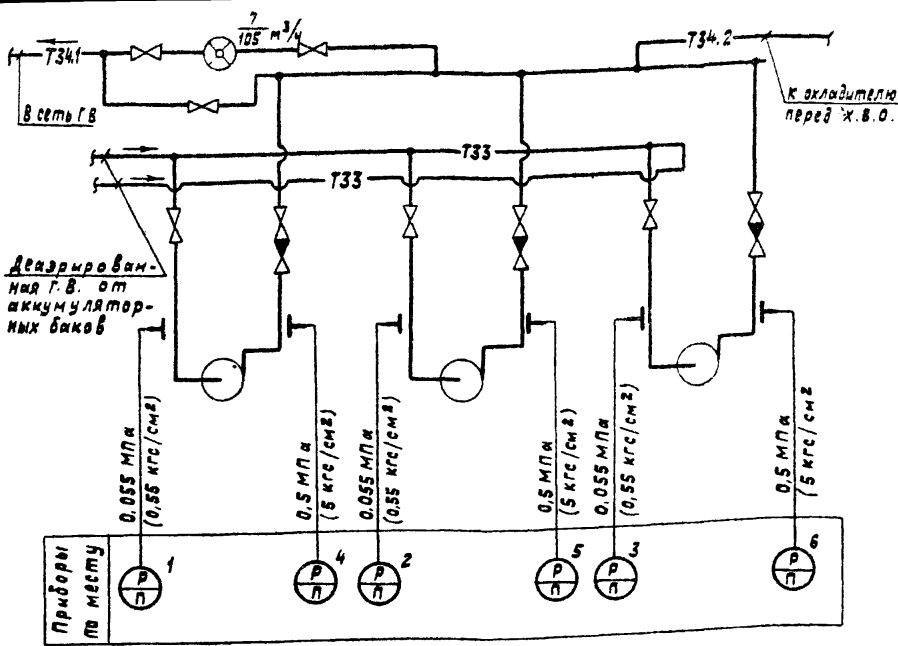 7
105 м³/ч
Т34.1
Т34.2
В сеть Г В
К охладителю
перед х.в.о.
Т33
Т33
Деаэрирован-
ная Г.В. от
аккумулятор-
ных баков
0.055 МПа
(0,55 кгс/см²)
0,5 МПа
(5 кгс/см²)
0.055 МПа
(0,55 кгс/см²)
0,5 МПа
(5 кгс/см²)
0.055 МПа
(0,55 кгс/см²)
0,5 МПа
(5 кгс/см²
Приборы
по месту
1
Р
П
4
Р
П
2
Р
П
5
Р
П
3
Р
П
6
Р
П